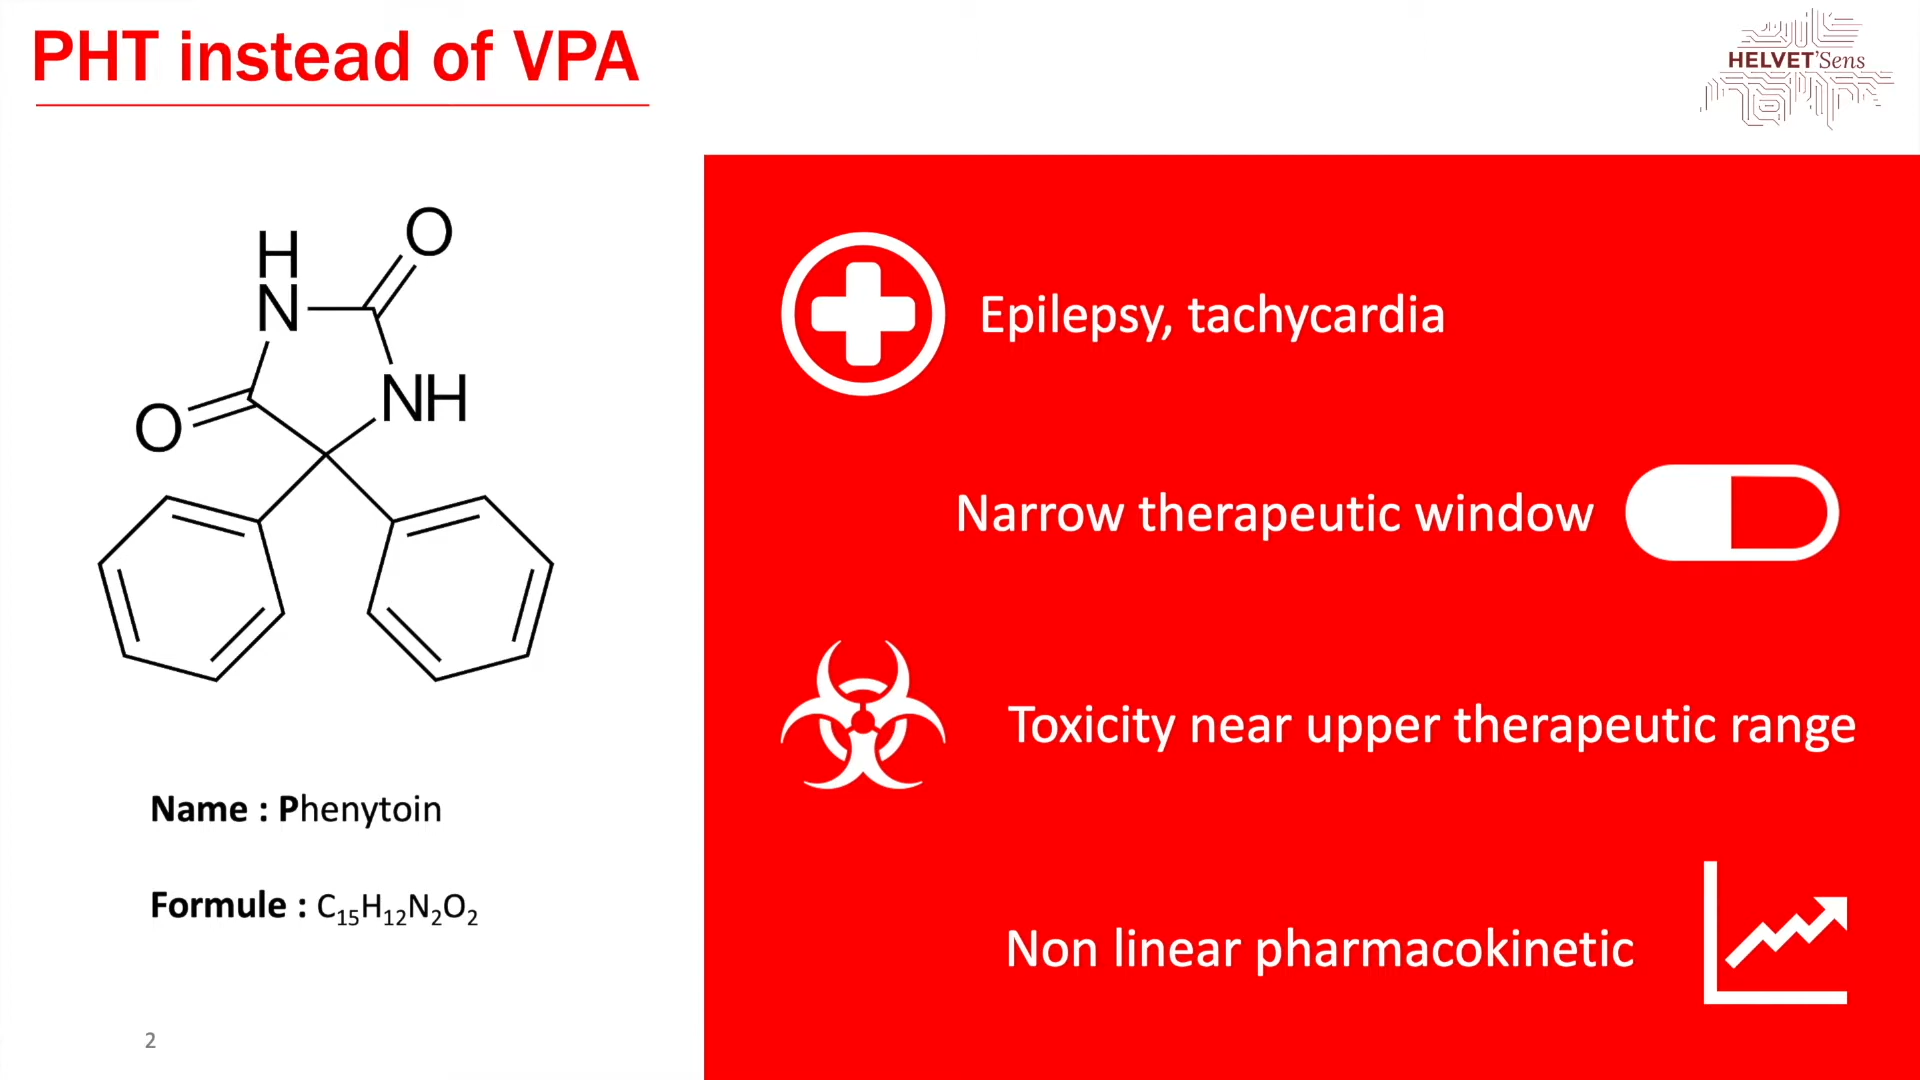 PHT instead of VPA
HELVET'Sens
H
N
O
NH
O
Name : Phenytoin
Formule : C₁₅H₁₂N₂O₂
2
Epilepsy, tachycardia
Narrow therapeutic window
Toxicity near upper therapeutic range
Non linear pharmacokinetic